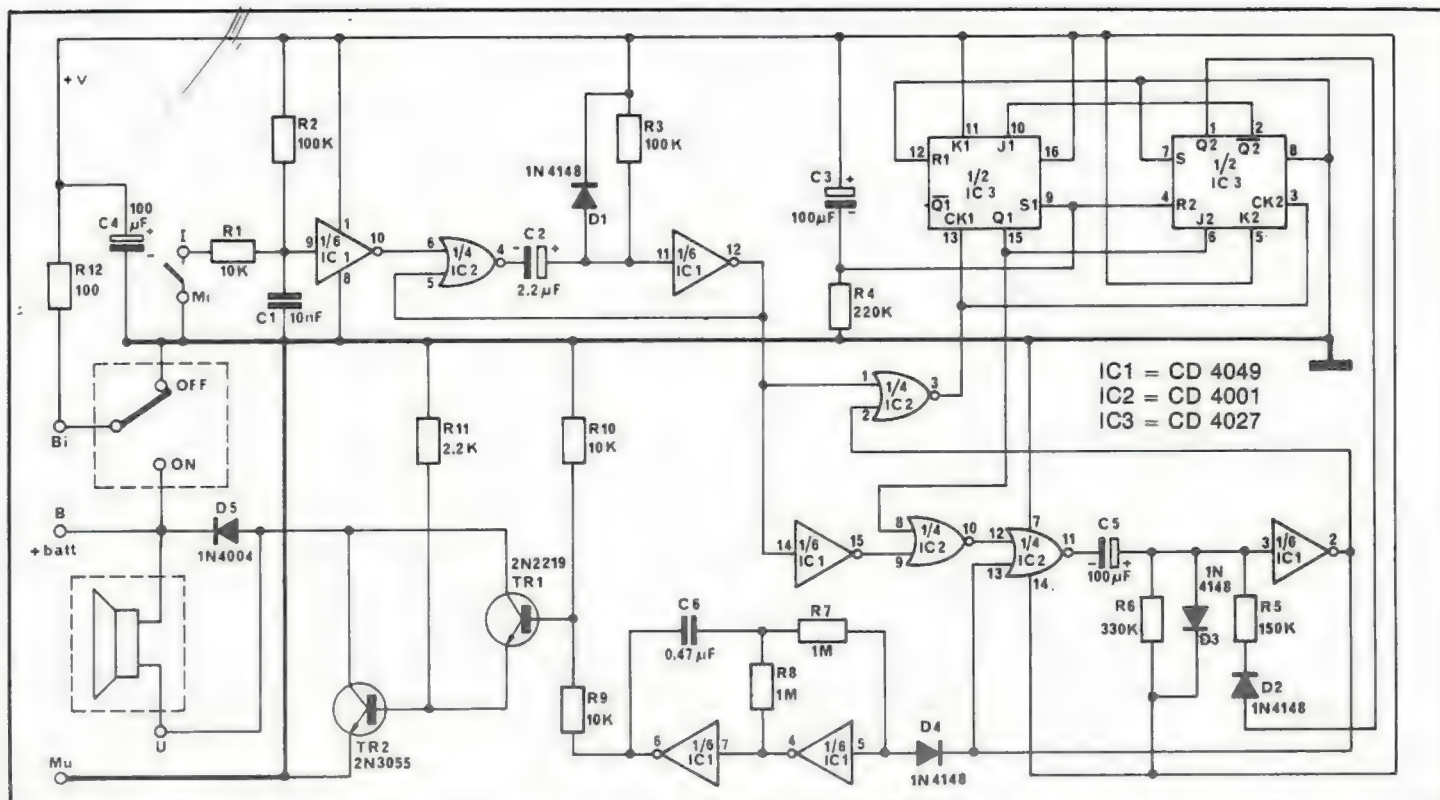 +V
R2
100K
R3
100K
1N4148
D1
C3
+
100µF
-
11
10
K1
J1
12
R1
1/2
IC3
16
Q1
S1
9
CK1
Q1
13
15
1
2
Q2
Q2
7
S
1/2
IC3
8
4
R2
CK2
3
J2
K2
6
5
C4
100
µF
+
-
I
R1
10K
Mi
R12
100
C1
10nF
9
1/6
IC1
1
10
8
6
1/4
IC2
4
5
-
C2
+
2.2µF
11
1/6
IC1
12
R4
220K
OFF
Bi
ON
R11
2.2K
R10
10K
1
1/4
IC2
3
2
IC1 = CD 4049
IC2 = CD 4001
IC3 = CD 4027
B
+batt
D5
1N4004
U
Mu
2N2219
TR1
TR2
2N3055
14
1/6
IC1
15
8
1/4
IC2
10
9
12
7
1/4
IC2
11
13
14
C5
-
+
100µF
3
1/6
IC1
2
R6
330K
1N
4148
D3
R5
150K
D2
1N4148
C6
0.47µF
R7
1M
R8
1M
R9
10K
6
1/6
IC1
7
4
1/6
IC1
5
D4
1N4148